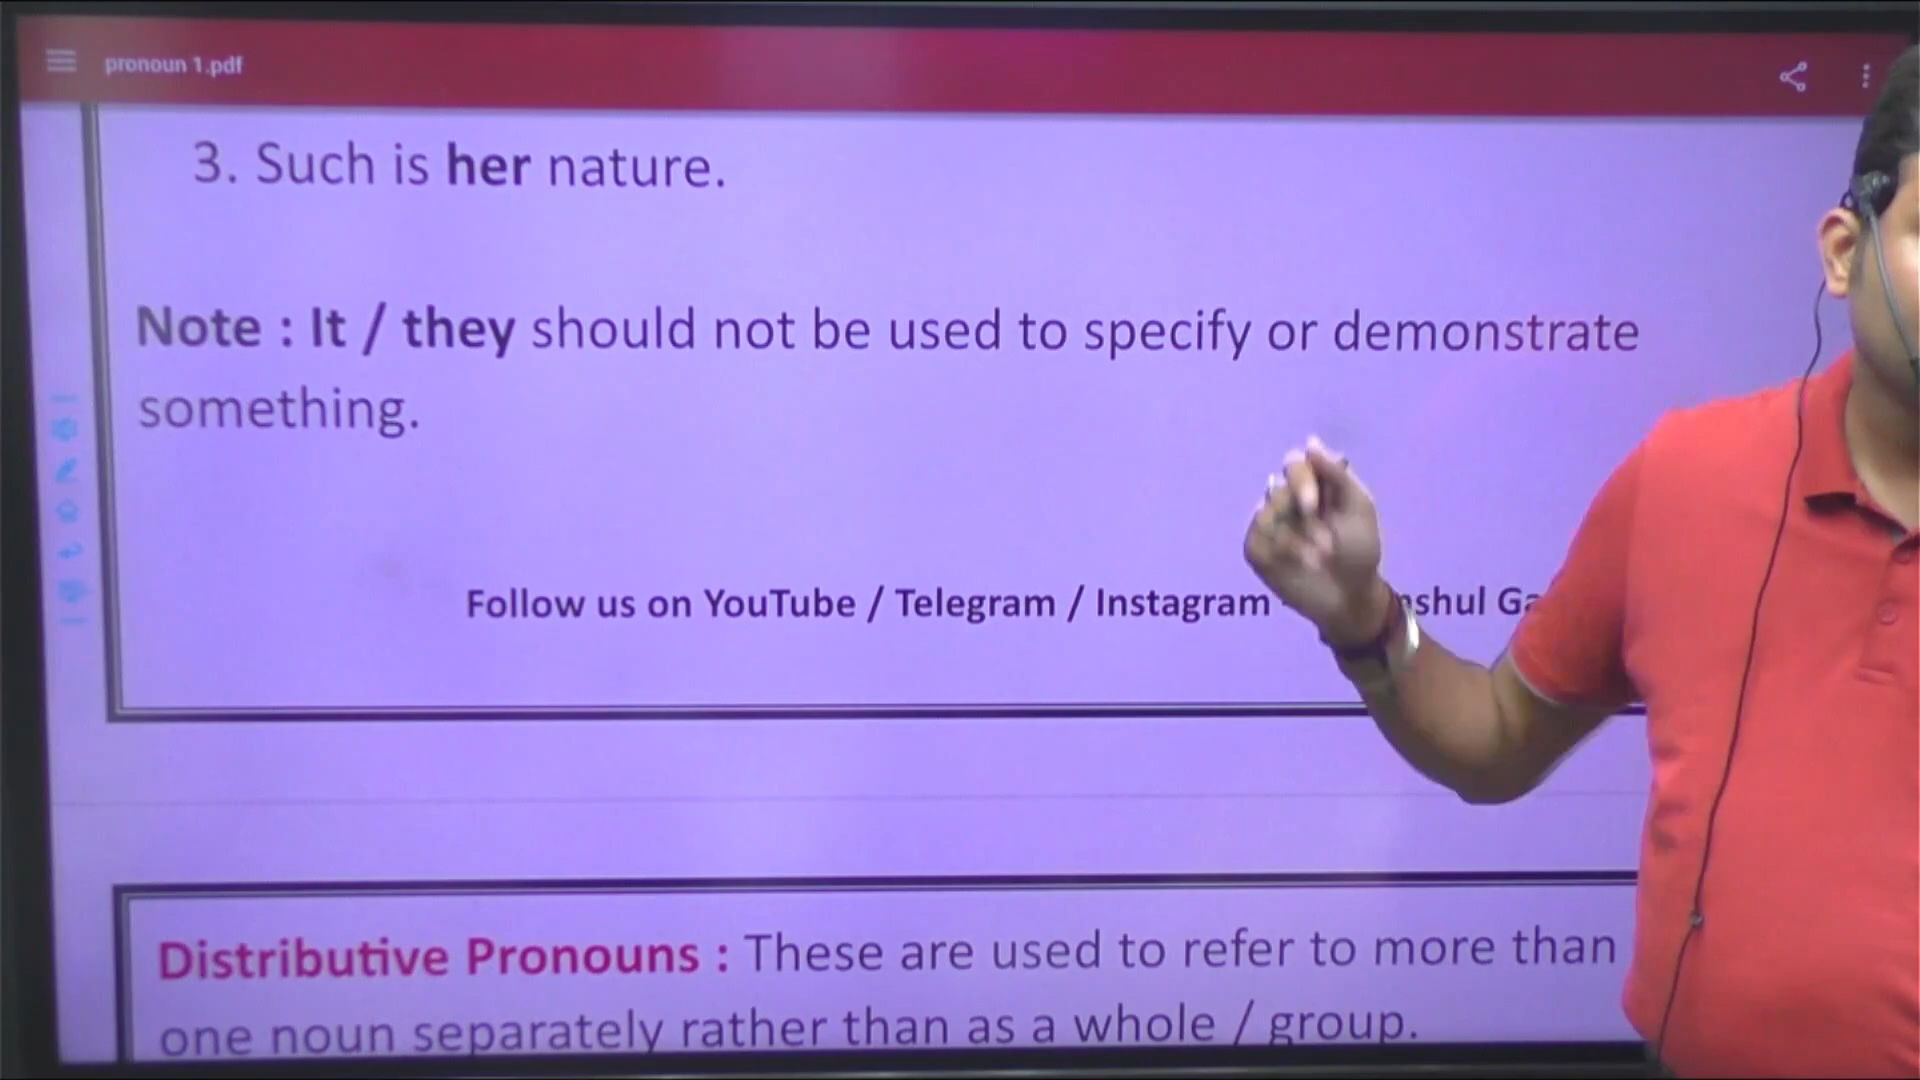 pronoun 1.pdf
3. Such is her nature.
Note : It / they should not be used to specify or demonstrate
something.
Follow us on YouTube / Telegram / Instagram
Distributive Pronouns : These are used to refer to more than
one noun separately rather than as a whole / group.